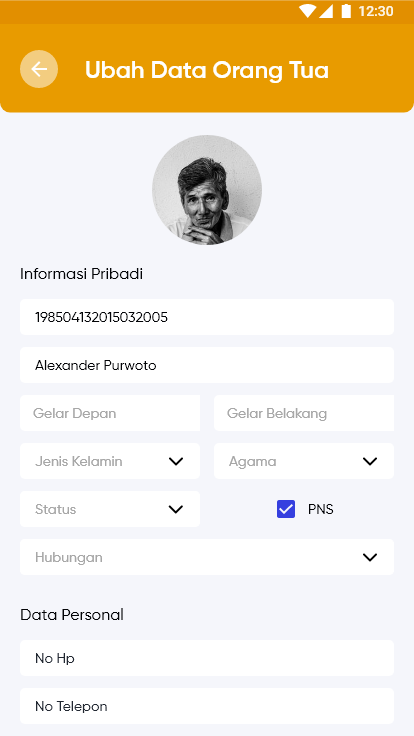 12:30
Ubah Data Orang Tua
Informasi Pribadi
198504132015032005
Alexander Purwoto
Gelar Depan Gelar Belakang
Jenis Kelamin Agama
Status PNS
Hubungan
Data Personal
No Hp
No Telepon